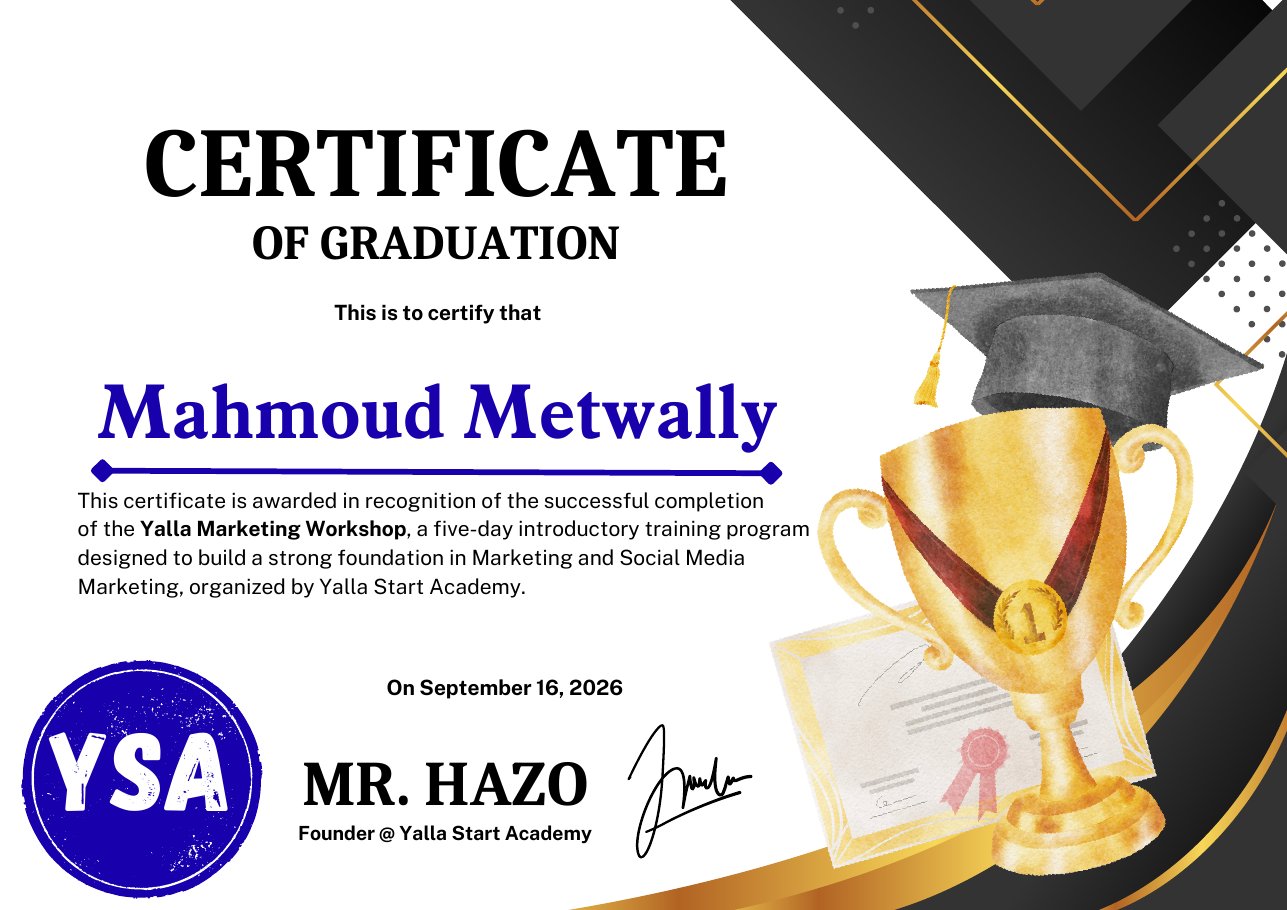 CERTIFICATE
OF GRADUATION
This is to certify that
Mahmoud Metwally
This certificate is awarded in recognition of the successful completion
of the Yalla Marketing Workshop, a five-day introductory training program
designed to build a strong foundation in Marketing and Social Media
Marketing, organized by Yalla Start Academy.
1
On September 16, 2026
YSA
MR. HAZO
Founder @ Yalla Start Academy